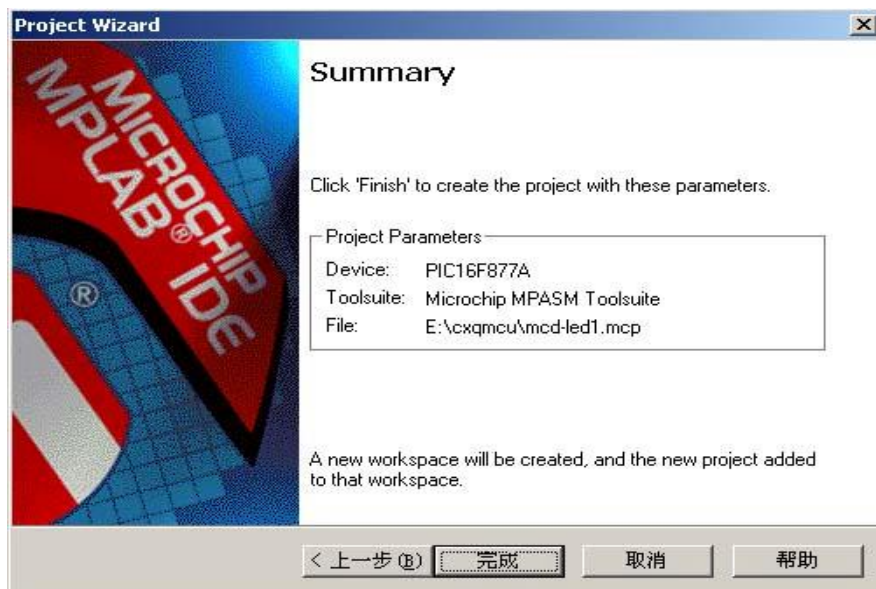 Project Wizard
MICROCHIP
MPLAB® IDE
®
Summary
Click 'Finish' to create the project with these parameters.
Project Parameters
Device: PIC16F877A
Toolsuite: Microchip MPASM Toolsuite
File: E:\cxqmcu\mcd-led1.mcp
A new workspace will be created, and the new project added
to that workspace.
< 上一步(B) 完成 取消 帮助